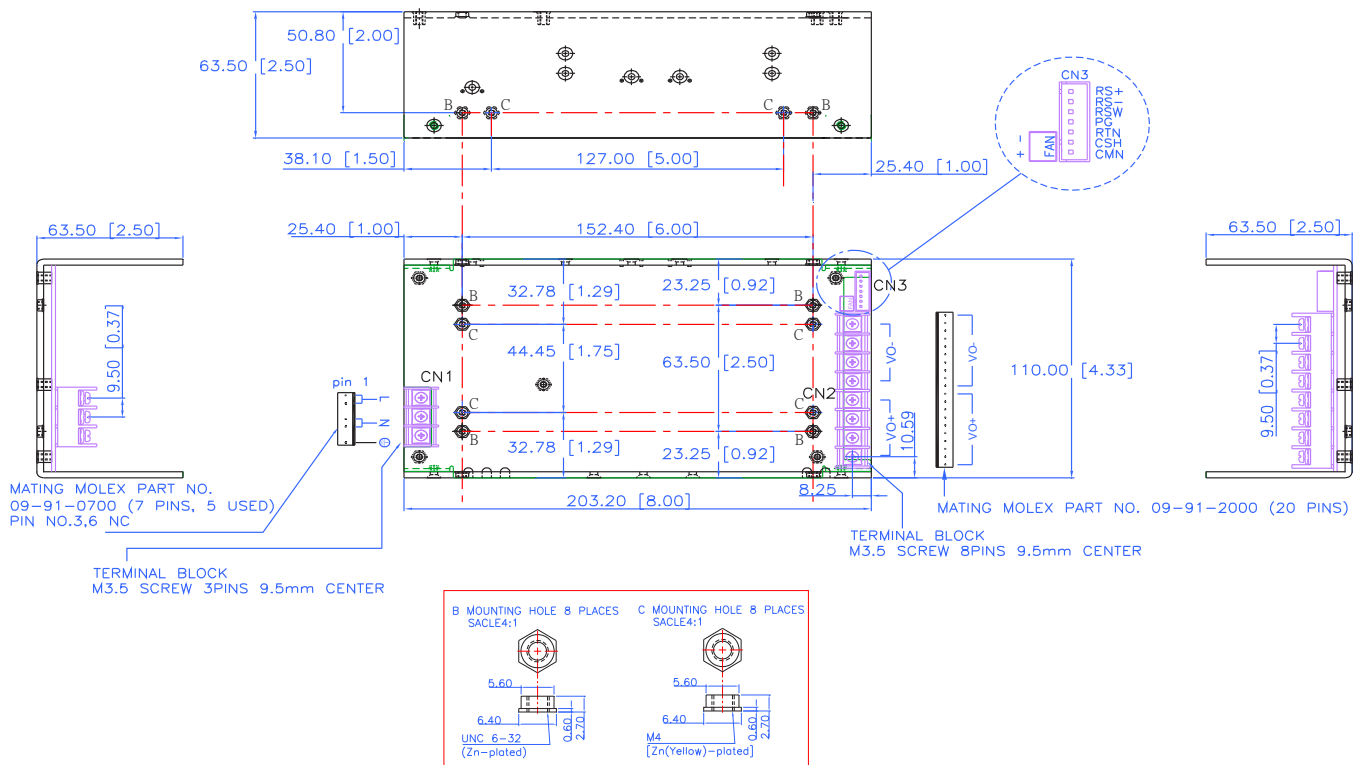 50.80 [2.00]
63.50 [2.50]
B
C
C
B
38.10 [1.50]
127.00 [5.00]
25.40 [1.00]
CN3
RS+
RS-
RSW
PG
RTN
CSH
CMN
- +
FAN
63.50 [2.50]
9.50 [0.37]
25.40 [1.00]
152.40 [6.00]
63.50 [2.50]
32.78 [1.29]
23.25 [0.92]
CN3
FAN
B
B
C
C
44.45 [1.75]
63.50 [2.50]
VO-
VO-
110.00 [4.33]
9.50 [0.37]
pin 1
L
N
CN1
CN2
C
C
B
B
VO+
VO+
10.59
32.78 [1.29]
23.25 [0.92]
8.25
203.20 [8.00]
MATING MOLEX PART NO.
09-91-0700 (7 PINS, 5 USED)
PIN NO.3,6 NC
MATING MOLEX PART NO. 09-91-2000 (20 PINS)
TERMINAL BLOCK
M3.5 SCREW 8PINS 9.5mm CENTER
TERMINAL BLOCK
M3.5 SCREW 3PINS 9.5mm CENTER
B MOUNTING HOLE 8 PLACES
SACLE4:1
5.60
6.40
0.60
2.70
UNC 6-32
(Zn-plated)
C MOUNTING HOLE 8 PLACES
SACLE4:1
5.60
6.40
0.60
2.70
M4
[Zn(Yellow)-plated]